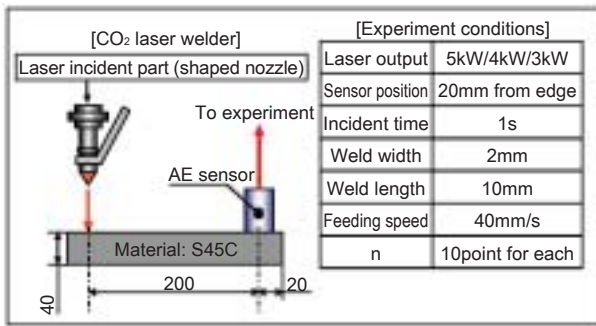 [CO₂ laser welder]
Laser incident part (shaped nozzle)
To experiment
AE sensor
Material: S45C
40
200
20
[Experiment conditions]
Laser output 5kW/4kW/3kW
Sensor position 20mm from edge
Incident time 1s
Weld width 2mm
Weld length 10mm
Feeding speed 40mm/s
n 10point for each